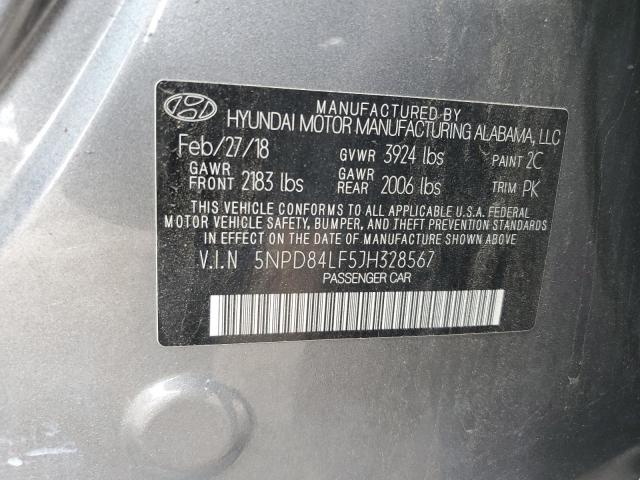 MANUFACTURED BY
HYUNDAI MOTOR MANUFACTURING ALABAMA, LLC
Feb/27/18 GVWR 3924 lbs PAINT 2C
GAWR FRONT 2183 lbs GAWR REAR 2006 lbs TRIM PK
THIS VEHICLE CONFORMS TO ALL APPLICABLE U.S.A. FEDERAL
MOTOR VEHICLE SAFETY, BUMPER, AND THEFT PREVENTION STANDARDS
IN EFFECT ON THE DATE OF MANUFACTURE SHOWN ABOVE.
V.I.N 5NPD84LF5JH328567
PASSENGER CAR